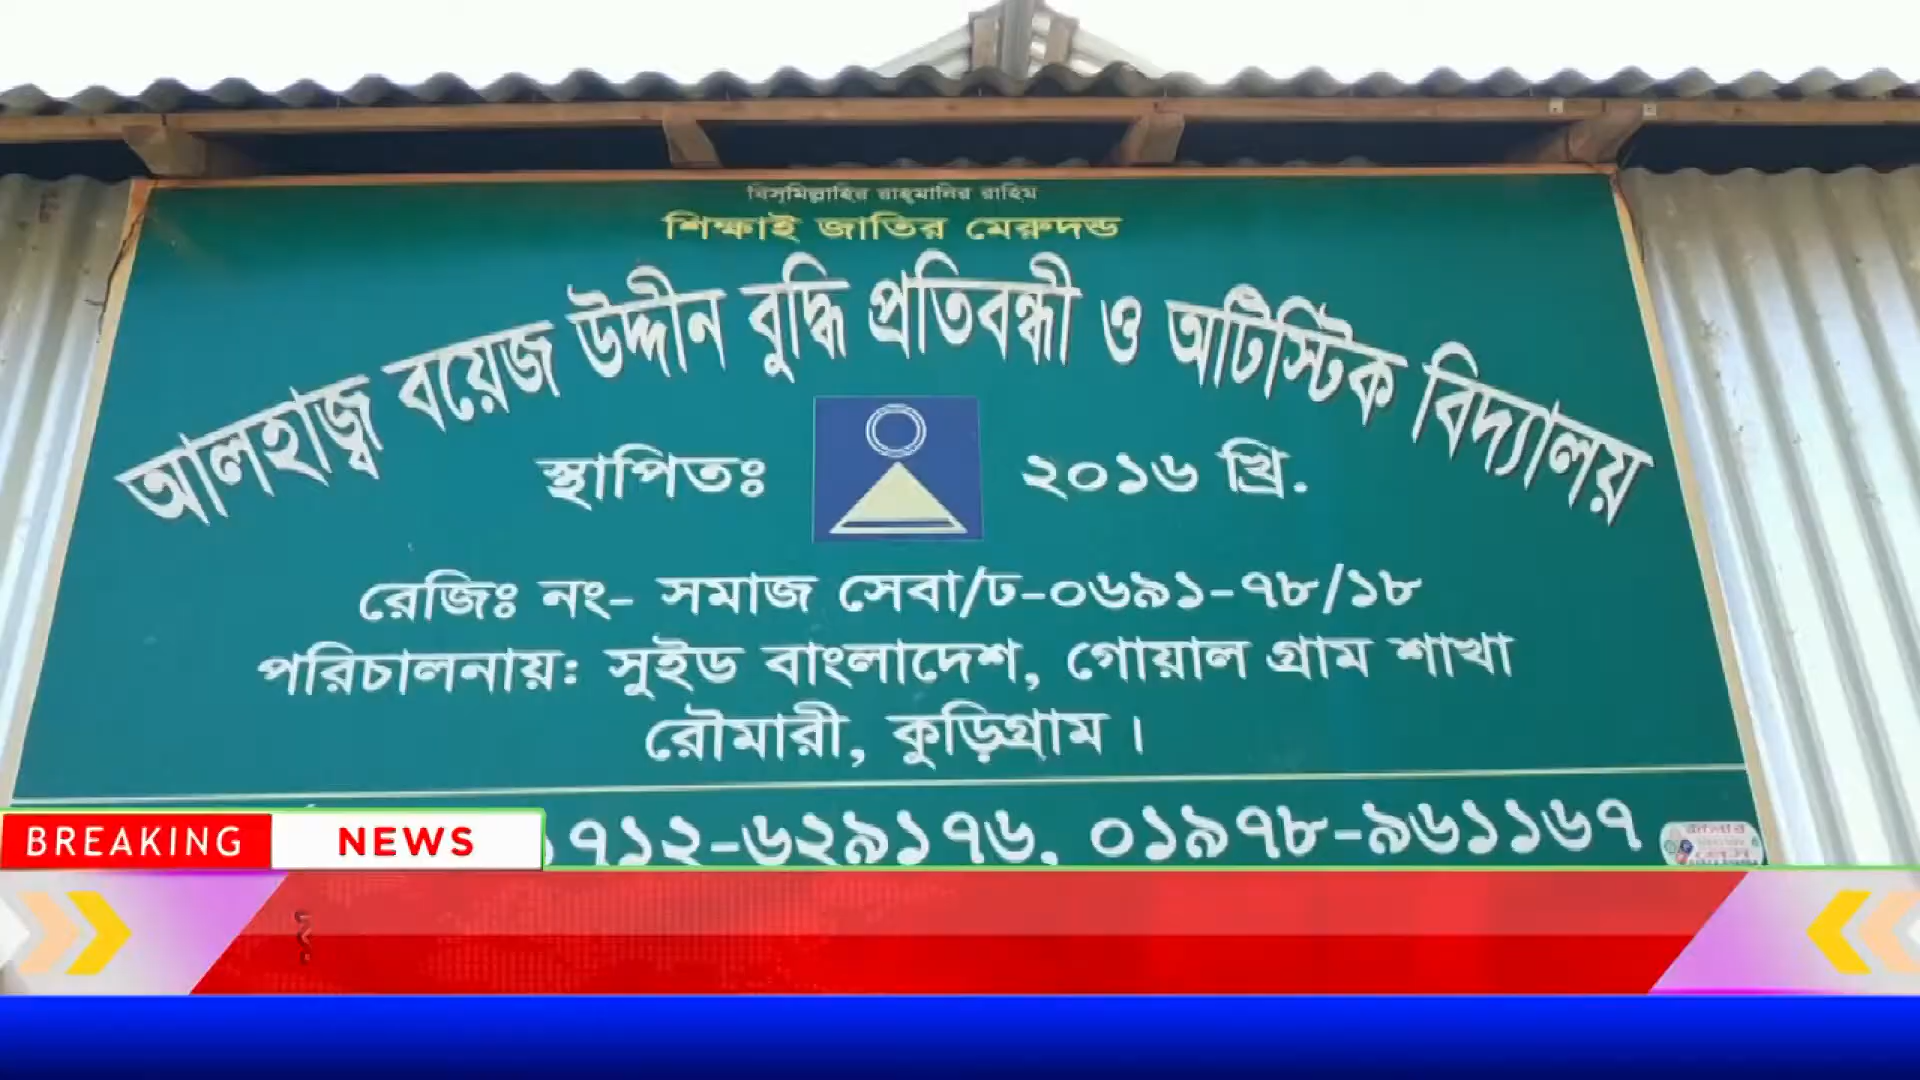 বিসমিল্লাহির রাহমানির রাহিম
শিক্ষাই জাতির মেরুদন্ড
আলহাজ্ব বয়েজ উদ্দীন বুদ্ধি প্রতিবন্ধী ও অটিস্টিক বিদ্যালয়
স্থাপিতঃ ২০১৬ খ্রি.
রেজিঃ নং- সমাজ সেবা/ঢ-০৬৯১-৭৮/১৮
পরিচালনায়: সুইড বাংলাদেশ, গোয়াল গ্রাম শাখা
রৌমারী, কুড়িগ্রাম।
১৭১২-৬২৯১৭৬, ০১৯৭৮-৯৬১১৬৭
BREAKING NEWS